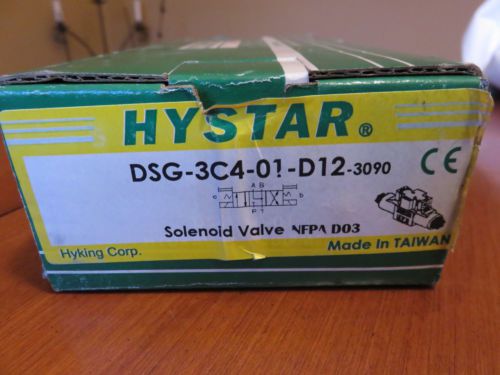 HYSTAR®
DSG-3C4-01-D12-3090
CE
A B
a b
P T
Solenoid Valve NFPA D03
Hyking Corp.
Made In TAIWAN